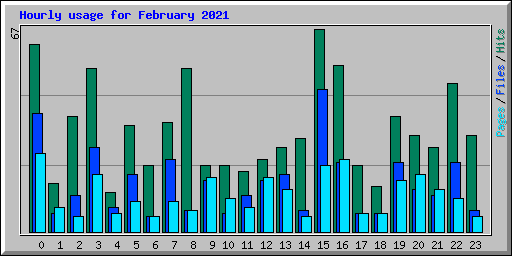 Hourly usage for February 2021
67
Pages / Files / Hits
0 1 2 3 4 5 6 7 8 9 10 11 12 13 14 15 16 17 18 19 20 21 22 23